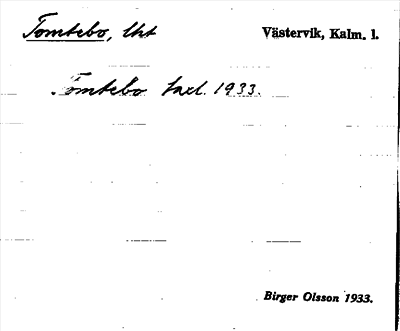 Tomtebo, lht
Västervik, Kalm. l.
Tomtebo taxl. 1933.
Birger Olsson 1933.